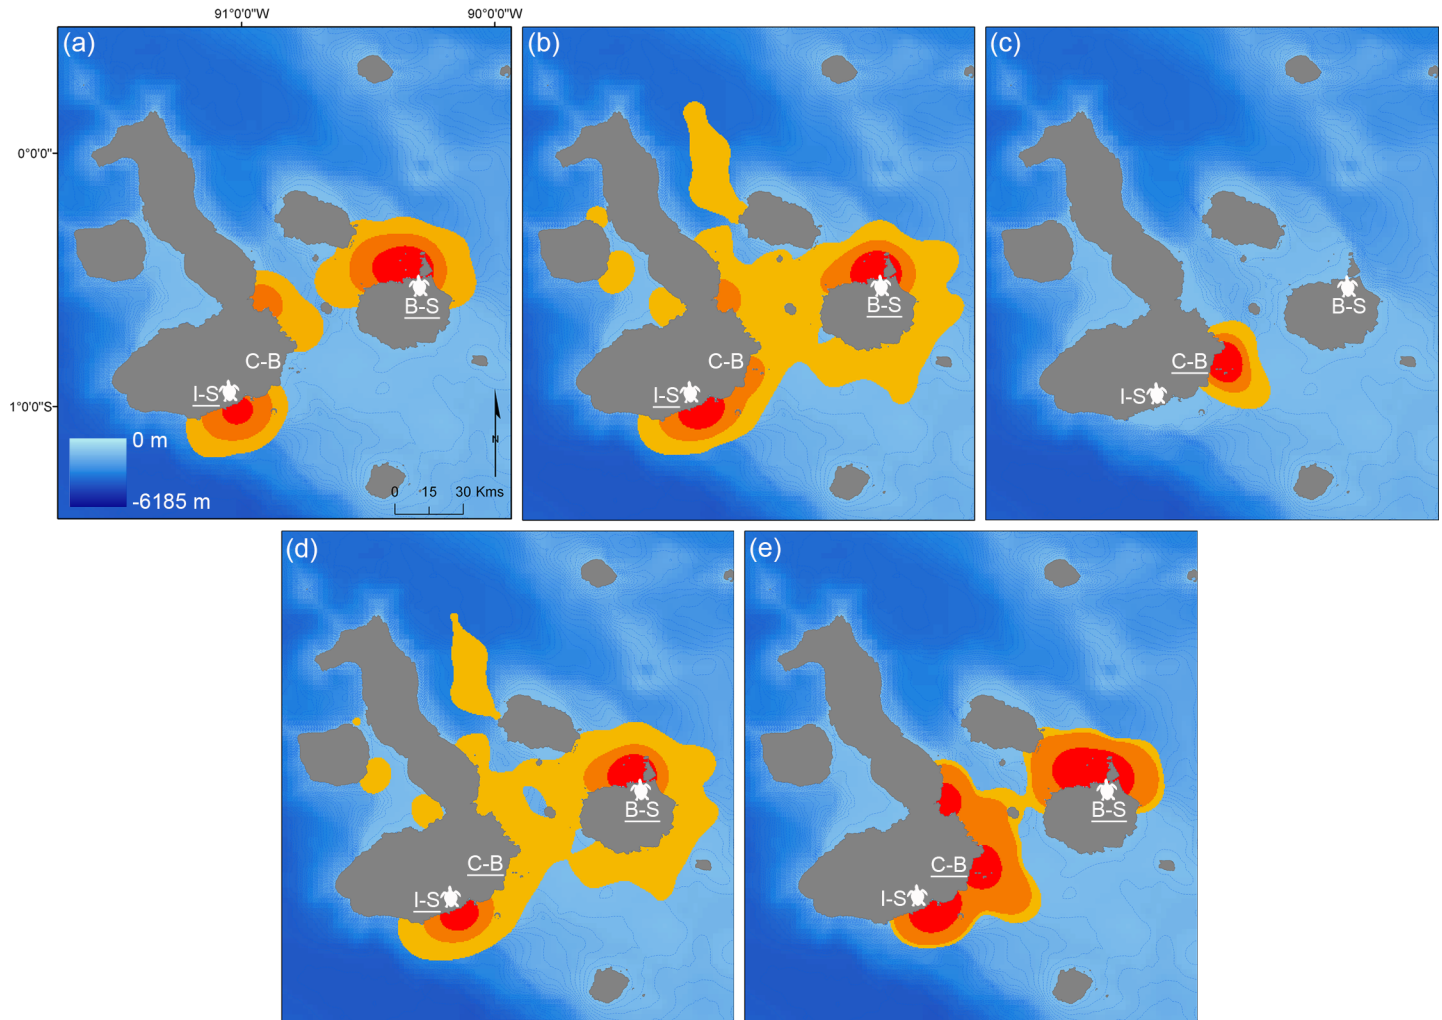 91°0'0"W 90°0'0"W
(a) (b) (c)
0°0'0"
B-S B-S B-S
C-B C-B C-B
I-S I-S I-S
1°0'0"S
0 m
-6185 m
N
0 15 30 Kms
(d) (e)
B-S B-S
C-B C-B
I-S I-S